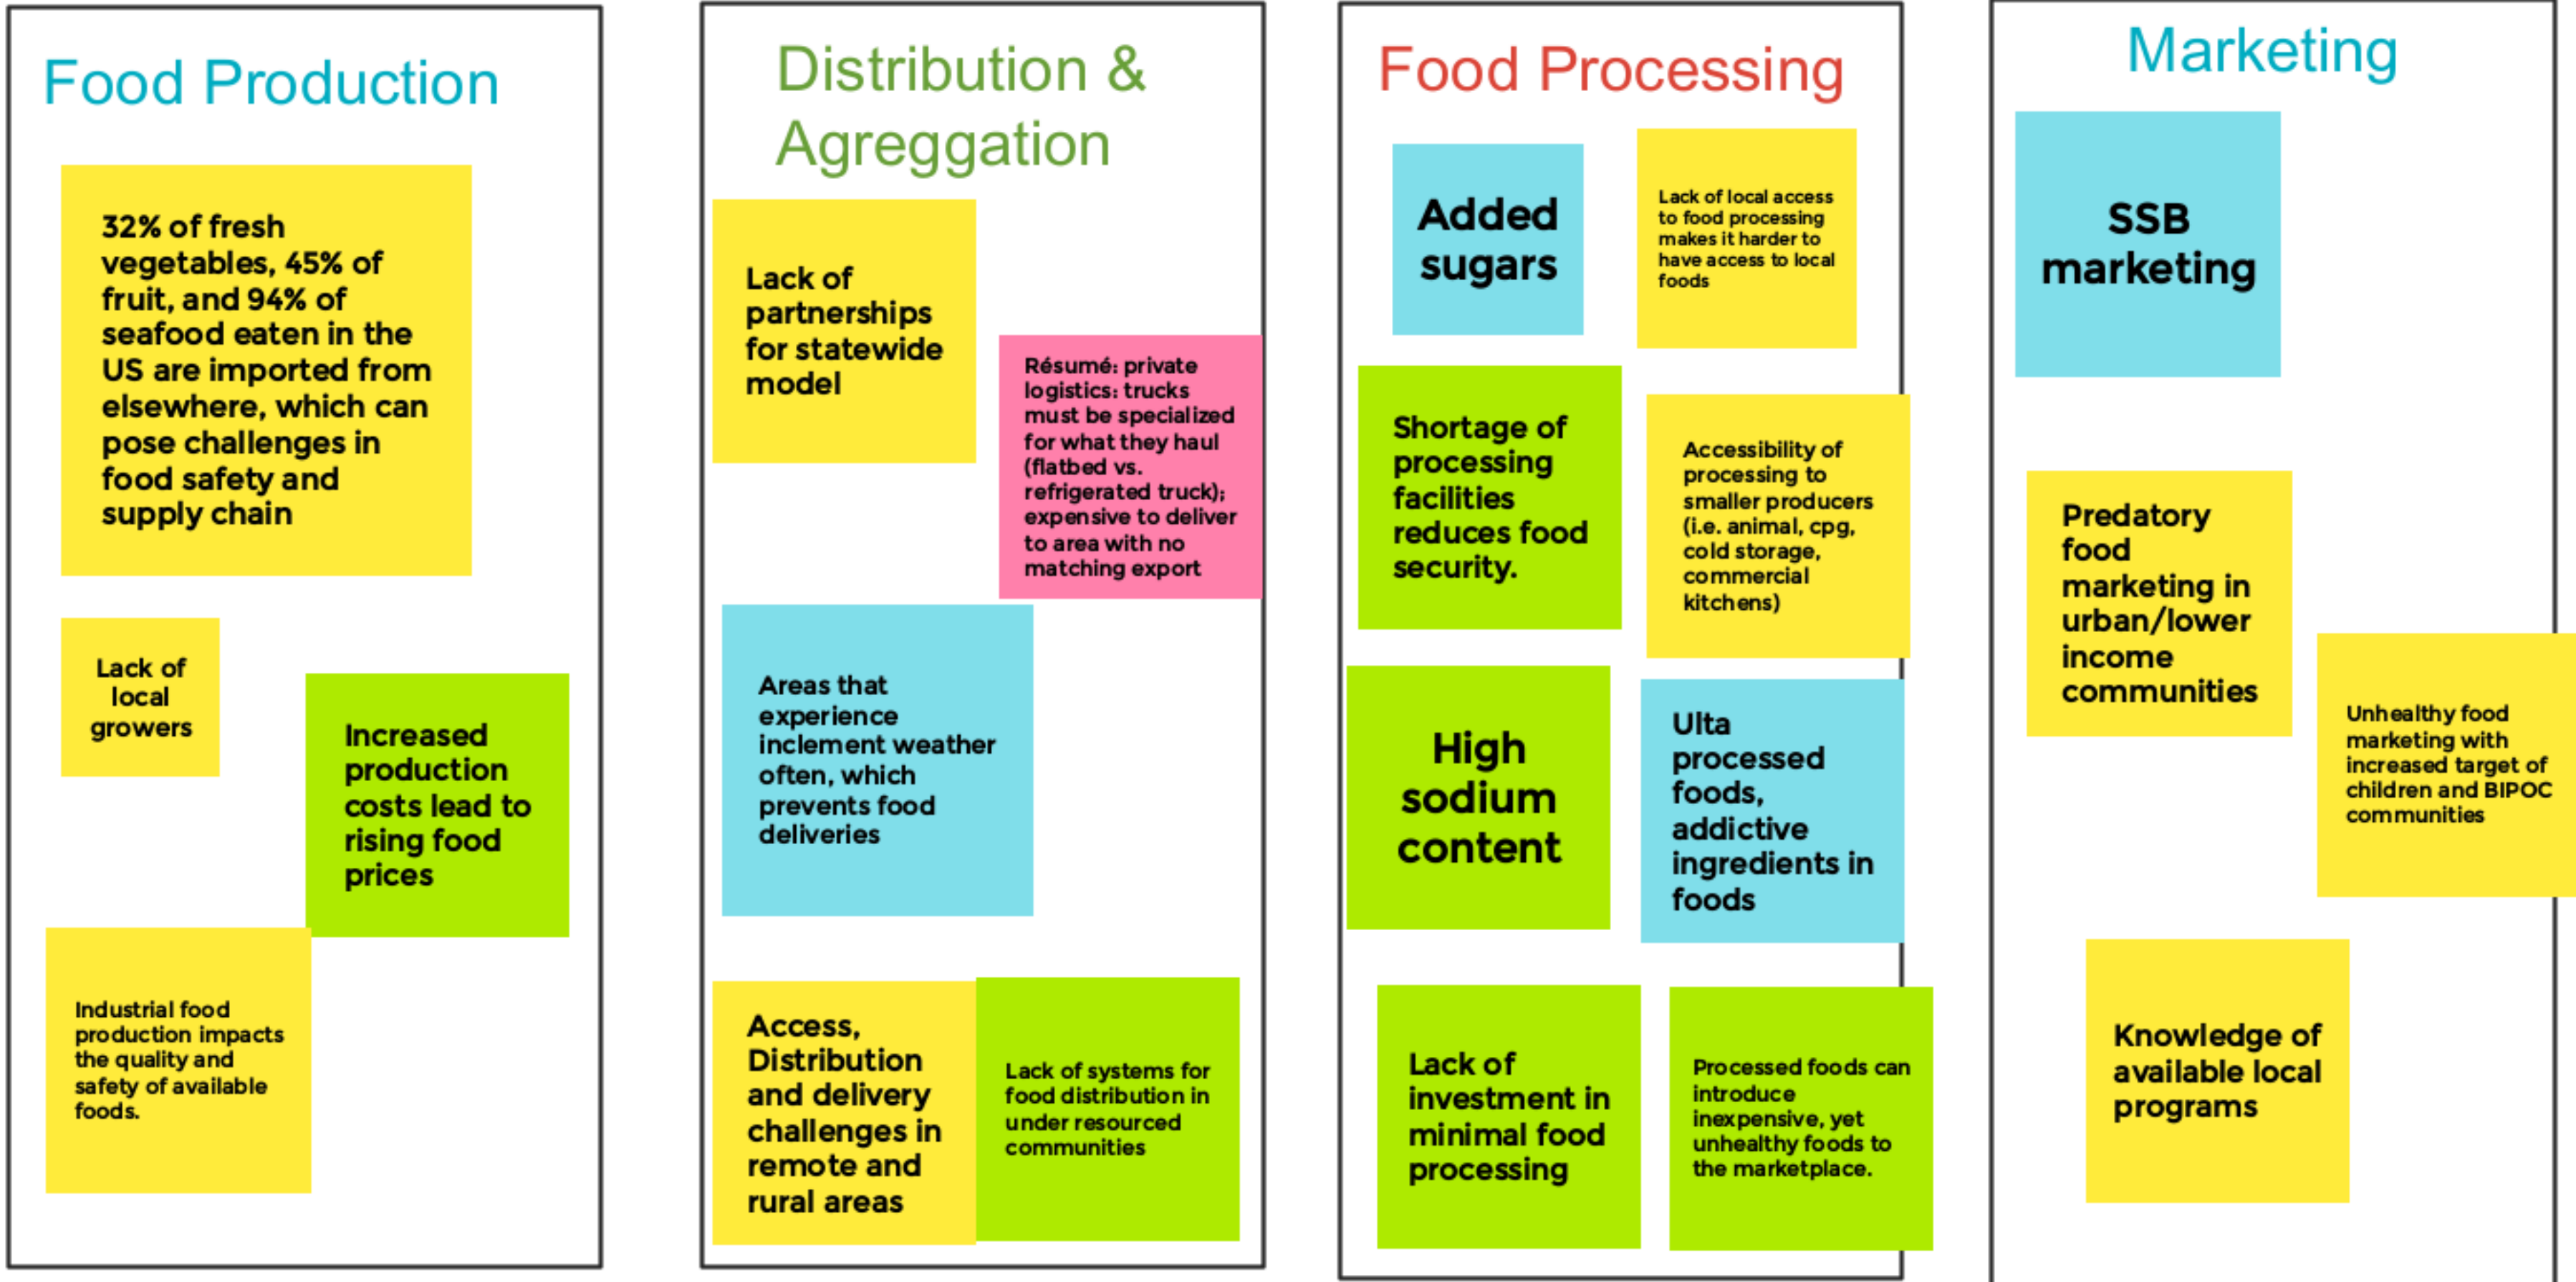 Food Production
32% of fresh
vegetables, 45% of
fruit, and 94% of
seafood eaten in the
US are imported from
elsewhere, which can
pose challenges in
food safety and
supply chain
Lack of
local
growers
Increased
production
costs lead to
rising food
prices
Industrial food
production impacts
the quality and
safety of available
foods.
Distribution &
Agreggation
Lack of
partnerships
for statewide
model
Résumé: private
logistics: trucks
must be specialized
for what they haul
(flatbed vs.
refrigerated truck);
expensive to deliver
to area with no
matching export
Areas that
experience
inclement weather
often, which
prevents food
deliveries
Access,
Distribution
and delivery
challenges in
remote and
rural areas
Lack of systems for
food distribution in
under resourced
communities
Food Processing
Added
sugars
Lack of local access
to food processing
makes it harder to
have access to local
foods
Shortage of
processing
facilities
reduces food
security.
Accessibility of
processing to
smaller producers
(i.e. animal, cpg,
cold storage,
commercial
kitchens)
High
sodium
content
Ulta
processed
foods,
addictive
ingredients in
foods
Lack of
investment in
minimal food
processing
Processed foods can
introduce
inexpensive, yet
unhealthy foods to
the marketplace.
Marketing
SSB
marketing
Predatory
food
marketing in
urban/lower
income
communities
Unhealthy food
marketing with
increased target of
children and BIPOC
communities
Knowledge of
available local
programs